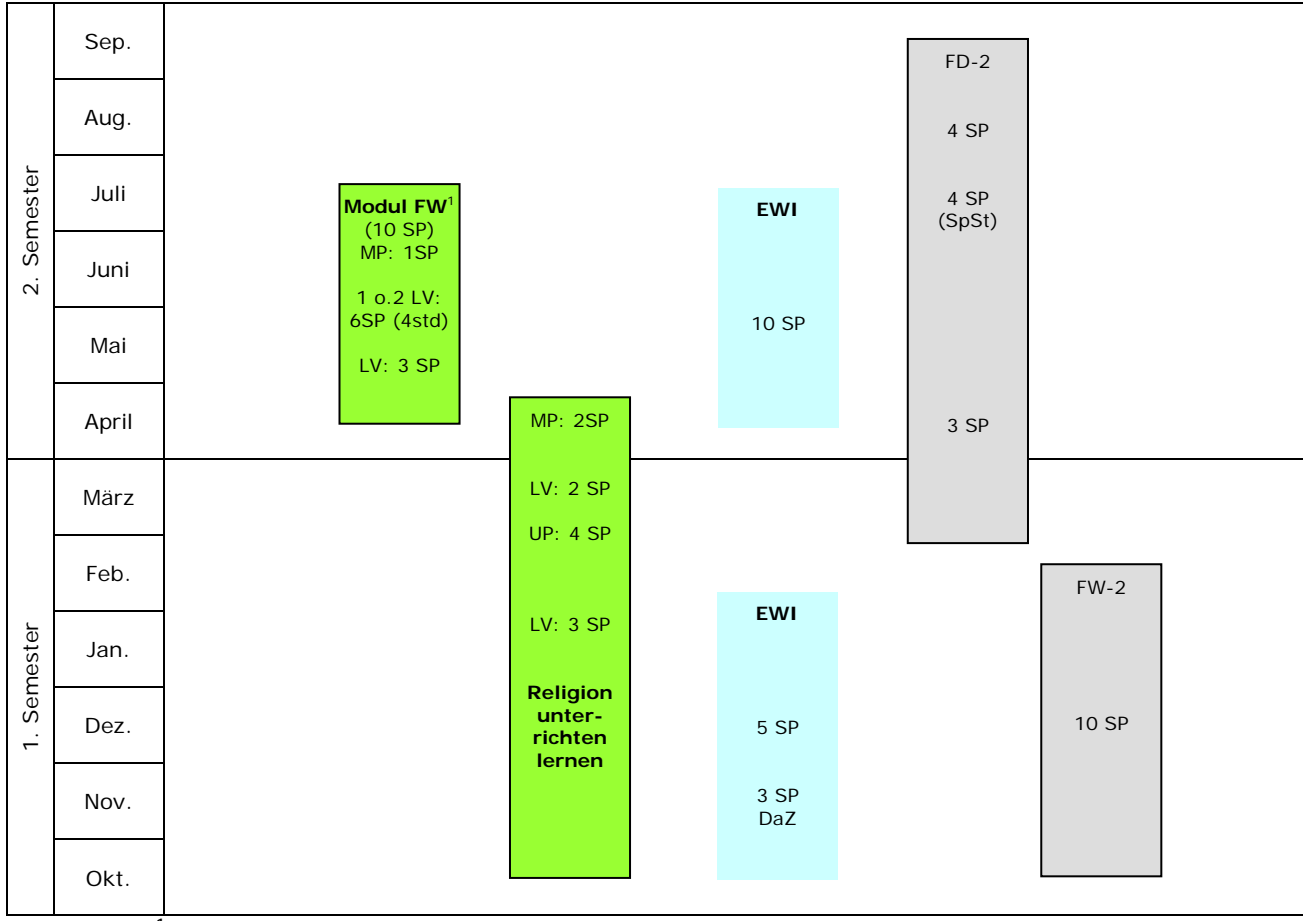 2. Semester
Sep.
Aug.
Juli
Juni
Mai
April
1. Semester
März
Feb.
Jan.
Dez.
Nov.
Okt.
Modul FW¹
(10 SP)
MP: 1SP
1 o.2 LV:
6SP (4std)
LV: 3 SP
MP: 2SP
LV: 2 SP
UP: 4 SP
LV: 3 SP
Religion
unter-
richten
lernen
EWI
10 SP
EWI
5 SP
3 SP
DaZ
FD-2
4 SP
4 SP
(SpSt)
3 SP
FW-2
10 SP